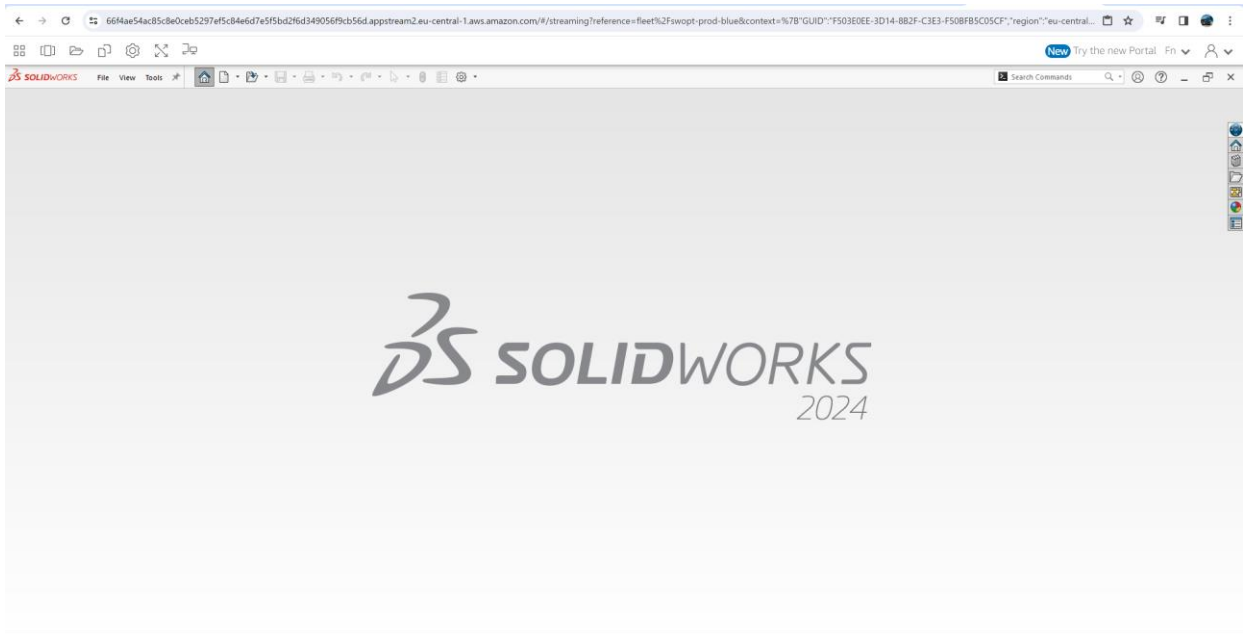 66f4ae54ac85c8e0ceb5297ef5c84e6d7e5f5bd2f6d349056f9cb56d.appstream2.eu-central-1.aws.amazon.com/#/streaming?reference=fleet%2Fswopt-prod-blue&context=%7B"GUID":"F503E0EE-3D14-8B2F-C3E3-F50BFB5C05CF","region":"eu-central...
New Try the new Portal Fn
SOLIDWORKS File View Tools Search Commands
SOLIDWORKS
2024